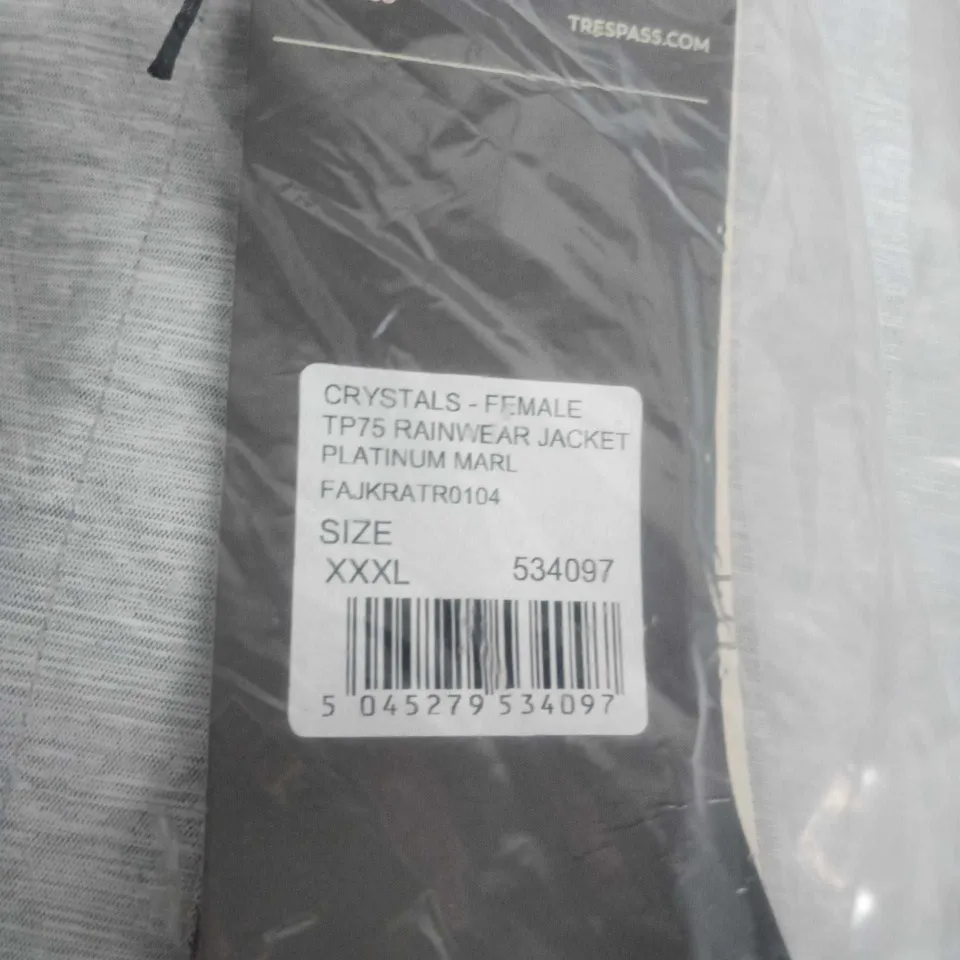 TRESPASS.COM
CRYSTALS - FEMALE
TP75 RAINWEAR JACKET
PLATINUM MARL
FAJKRATR0104
SIZE
XXXL 534097
5 045279 534097